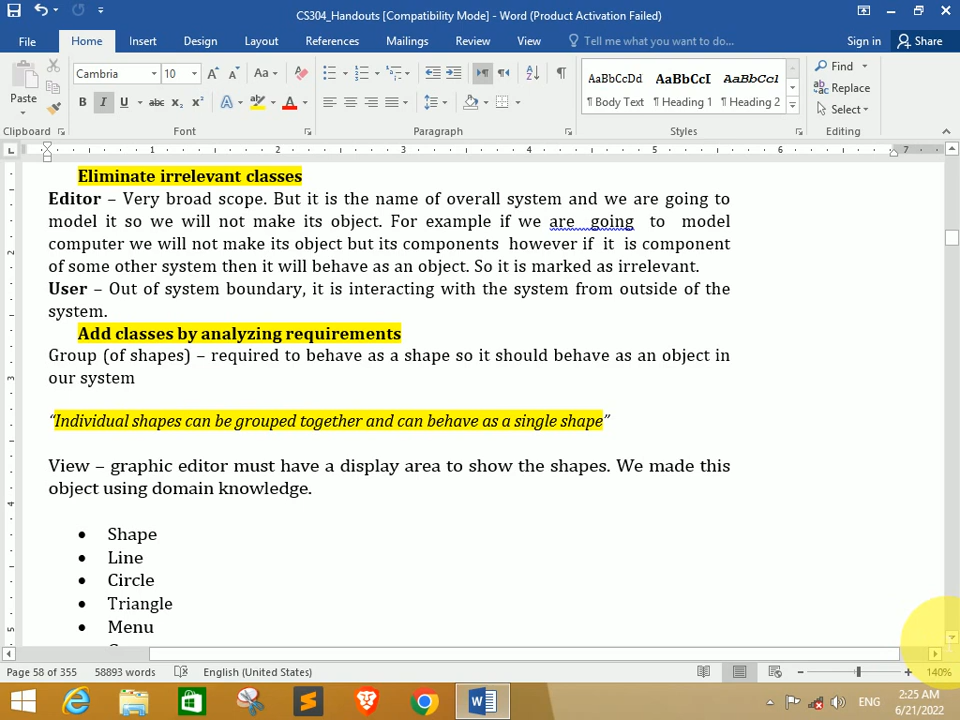 CS304_Handouts [Compatibility Mode] - Word (Product Activation Failed)
File Home Insert Design Layout References Mailings Review View Tell me what you want to do... Sign in Share
Paste
Cambria 10
AaBbCcDd AaBbCcI AaBbCcI
¶ Body Text ¶ Heading 1 ¶ Heading 2
Find
Replace
Select
Clipboard Font Paragraph Styles Editing
1 2 3 4 5 6 7
Eliminate irrelevant classes
Editor – Very broad scope. But it is the name of overall system and we are going to
model it so we will not make its object. For example if we are going to model
computer we will not make its object but its components however if it is component
of some other system then it will behave as an object. So it is marked as irrelevant.
User – Out of system boundary, it is interacting with the system from outside of the
system.
Add classes by analyzing requirements
Group (of shapes) – required to behave as a shape so it should behave as an object in
our system
“Individual shapes can be grouped together and can behave as a single shape”
View – graphic editor must have a display area to show the shapes. We made this
object using domain knowledge.
• Shape
• Line
• Circle
• Triangle
• Menu
Page 58 of 355 58893 words English (United States) 140%
ENG
2:25 AM
6/21/2022